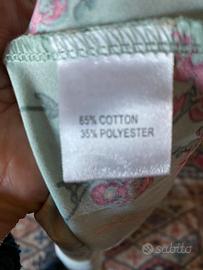 65% COTTON
35% POLYESTER
subito